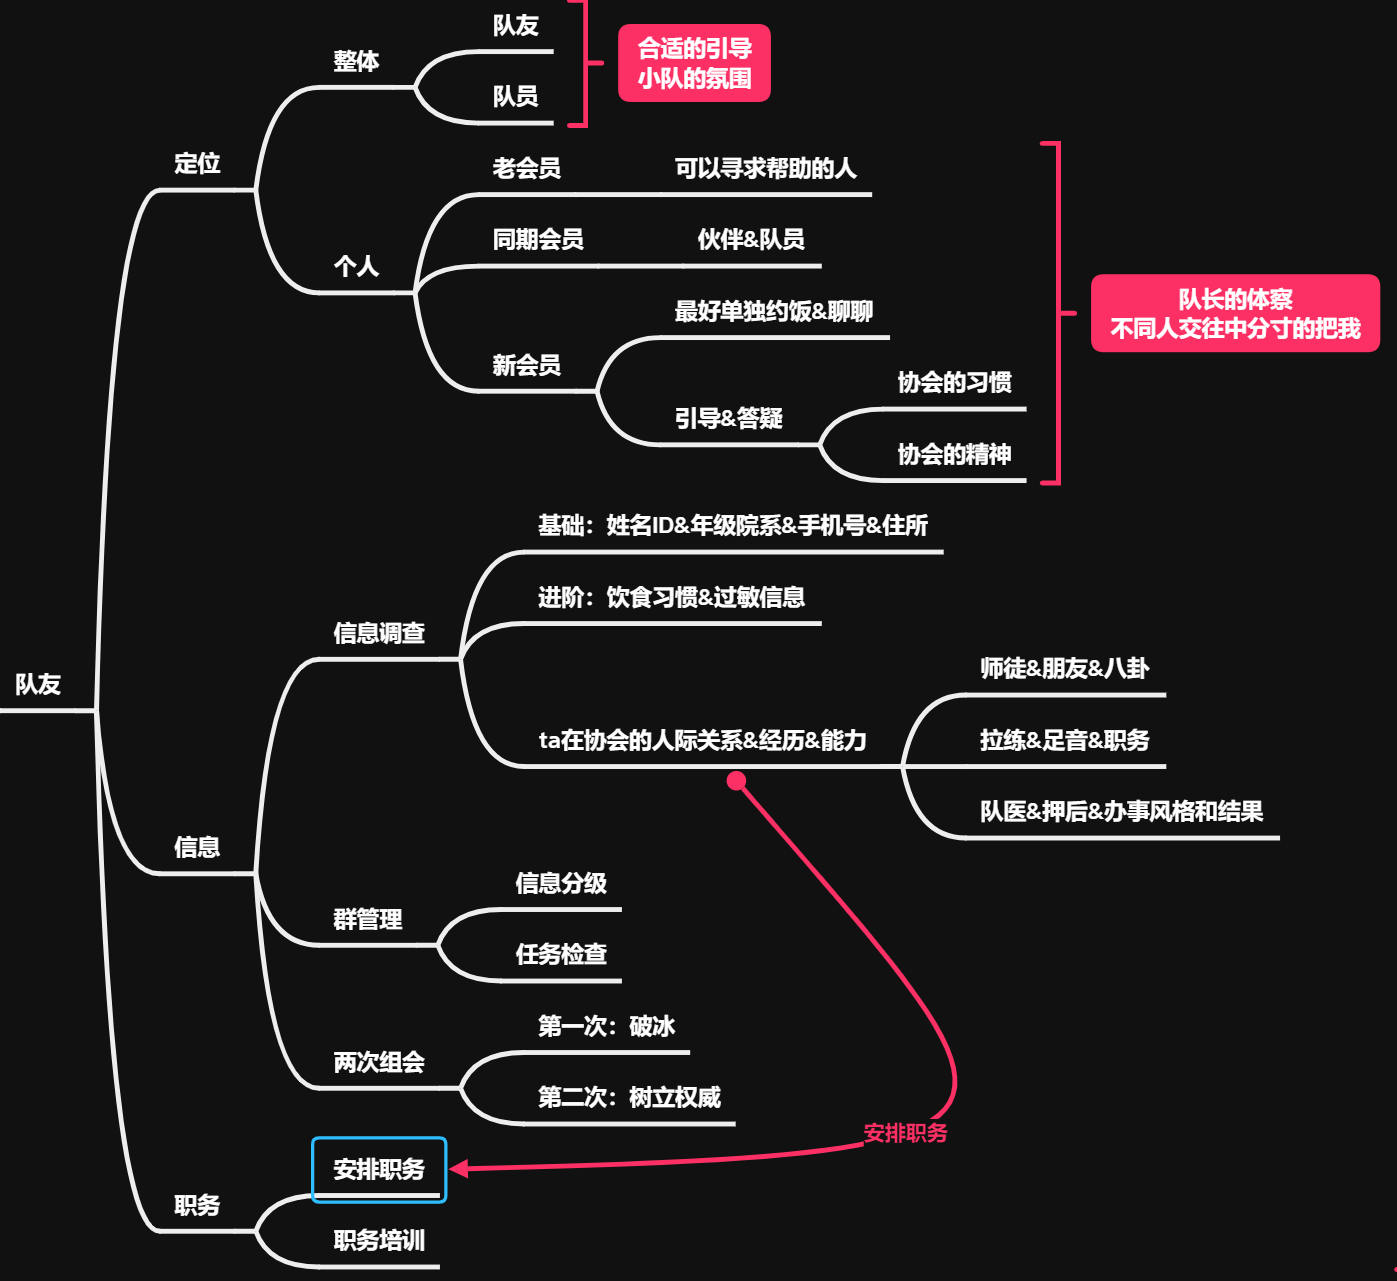 队友
定位
整体
队友
队员
合适的引导
小队的氛围
个人
老会员
可以寻求帮助的人
同期会员
伙伴&队员
新会员
最好单独约饭&聊聊
引导&答疑
协会的习惯
协会的精神
队长的体察
不同人交往中分寸的把我
信息
信息调查
基础：姓名ID&年级院系&手机号&住所
进阶：饮食习惯&过敏信息
ta在协会的人际关系&经历&能力
师徒&朋友&八卦
拉练&足音&职务
队医&押后&办事风格和结果
群管理
信息分级
任务检查
两次组会
第一次：破冰
第二次：树立权威
安排职务
职务
安排职务
职务培训